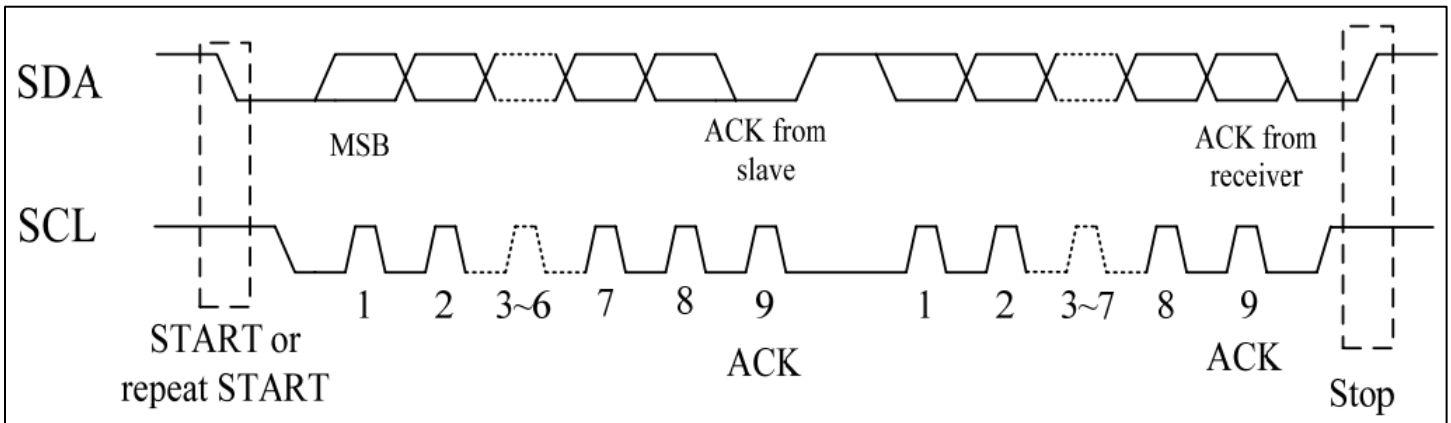 SDA
MSB
ACK from
slave
ACK from
receiver
SCL
1 2 3~6 7 8 9 1 2 3~7 8 9
START or
repeat START
ACK
ACK
Stop